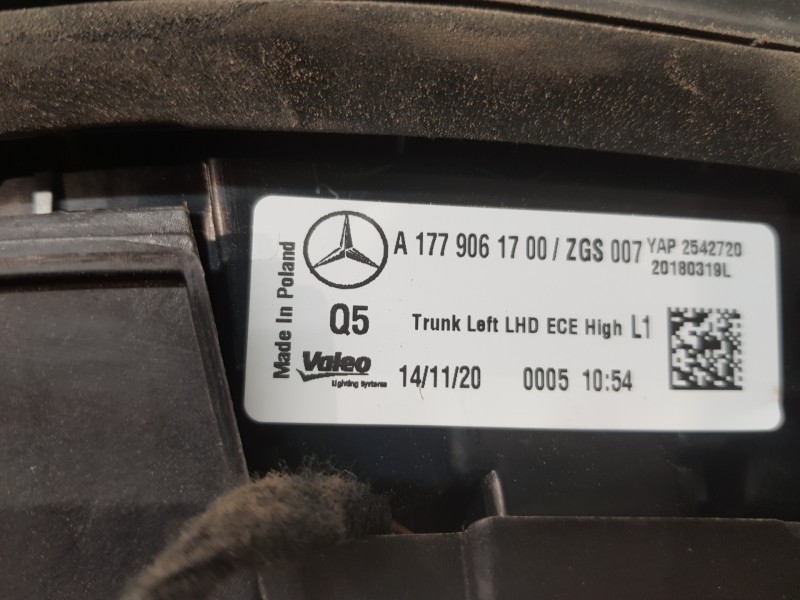 Made In Poland
A 177 906 17 00 / ZGS 007 YAP 2542720
20180319L
Q5 Trunk Left LHD ECE High L1
Valeo
Lighting Systems
14/11/20 0005 10:54